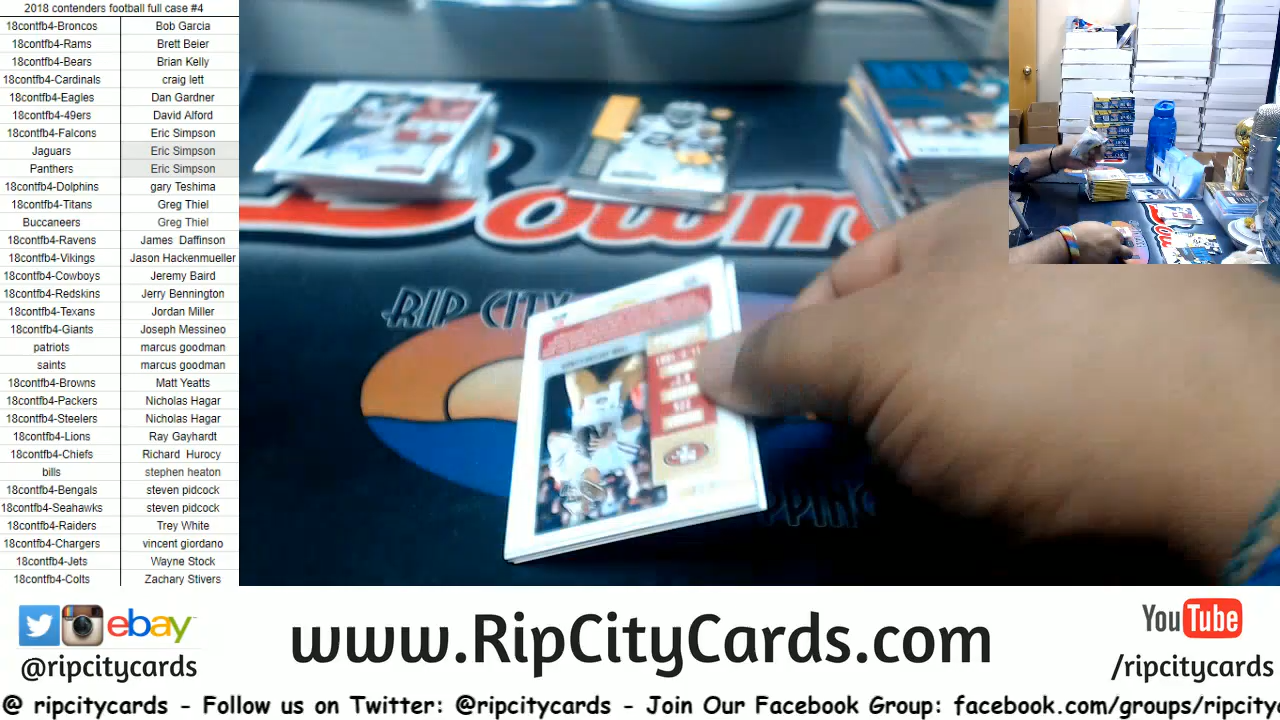 2018 contenders football full case #4
18contfb4-Broncos Bob Garcia
18contfb4-Rams Brett Beier
18contfb4-Bears Brian Kelly
18contfb4-Cardinals craig lett
18contfb4-Eagles Dan Gardner
18contfb4-49ers David Alford
18contfb4-Falcons Eric Simpson
Jaguars Eric Simpson
Panthers Eric Simpson
18contfb4-Dolphins gary Teshima
18contfb4-Titans Greg Thiel
Buccaneers Greg Thiel
18contfb4-Ravens James Daffinson
18contfb4-Vikings Jason Hackenmueller
18contfb4-Cowboys Jeremy Baird
18contfb4-Redskins Jerry Bennington
18contfb4-Texans Jordan Miller
18contfb4-Giants Joseph Messineo
patriots marcus goodman
saints marcus goodman
18contfb4-Browns Matt Yeatts
18contfb4-Packers Nicholas Hagar
18contfb4-Steelers Nicholas Hagar
18contfb4-Lions Ray Gayhardt
18contfb4-Chiefs Richard Hurocy
bills stephen heaton
18contfb4-Bengals steven pidcock
18contfb4-Seahawks steven pidcock
18contfb4-Raiders Trey White
18contfb4-Chargers vincent giordano
18contfb4-Jets Wayne Stock
18contfb4-Colts Zachary Stivers
MVP
RIP CITY
ebay
@ripcitycards
www.RipCityCards.com
YouTube
/ripcitycards
@ ripcitycards - Follow us on Twitter: @ripcitycards - Join Our Facebook Group: facebook.com/groups/ripcityc